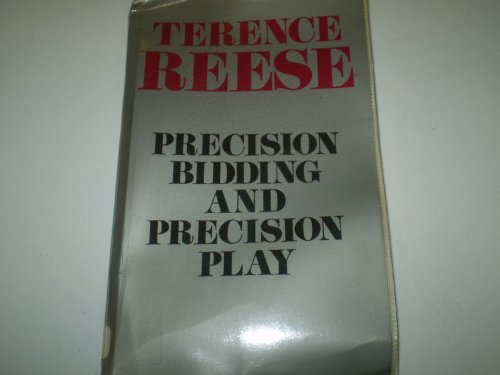 TERENCE
REESE
PRECISION
BIDDING
AND
PRECISION
PLAY